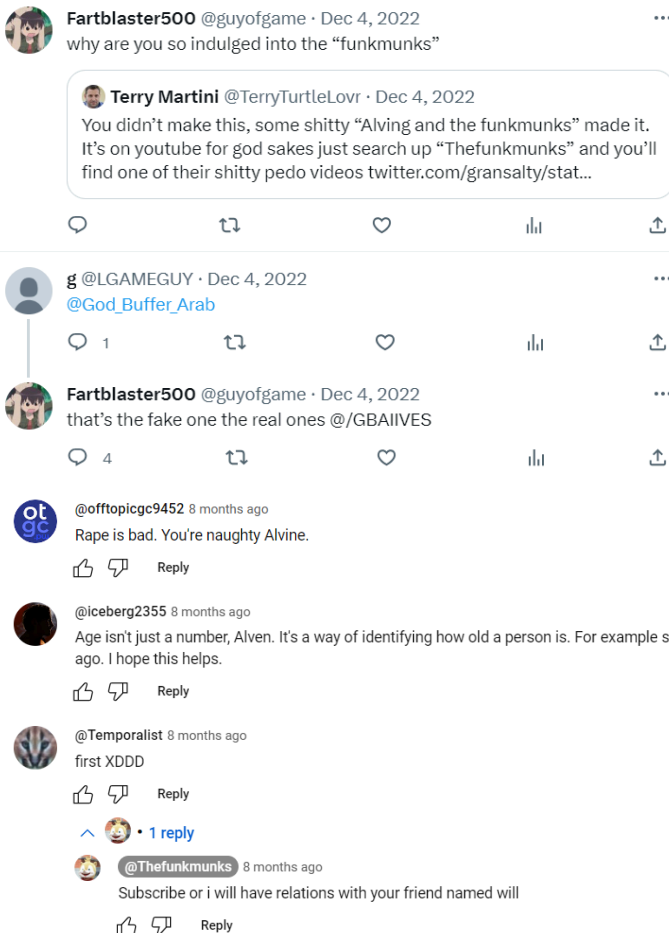 Fartblaster500 @guyofgame · Dec 4, 2022
why are you so indulged into the “funkmunks”
Terry Martini @TerryTurtleLovr · Dec 4, 2022
You didn’t make this, some shitty “Alving and the funkmunks” made it.
It’s on youtube for god sakes just search up “Thefunkmunks” and you’ll
find one of their shitty pedo videos twitter.com/gransalty/stat...
g @LGAMEGUY · Dec 4, 2022
@God_Buffer_Arab
1
Fartblaster500 @guyofgame · Dec 4, 2022
that’s the fake one the real ones @/GBAIIVES
4
ot
gc
@offtopicgc9452 8 months ago
Rape is bad. You're naughty Alvine.
Reply
@iceberg2355 8 months ago
Age isn't just a number, Alven. It's a way of identifying how old a person is. For example s
ago. I hope this helps.
Reply
@Temporalist 8 months ago
first XDDD
Reply
• 1 reply
@Thefunkmunks 8 months ago
Subscribe or i will have relations with your friend named will
Reply